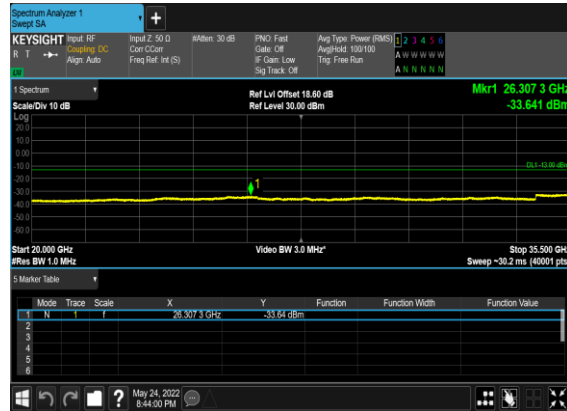 Spectrum Analyzer 1
Swept SA
+
KEYSIGHT Input: RF Input Z: 50 Ω #Atten: 30 dB PNO: Fast Avg Type: Power (RMS) 1 2 3 4 5 6
R T Coupling: DC Corr CCorr Gate: Off Avg|Hold: 100/100 A W W W W W
Align: Auto Freq Ref: Int (S) IF Gain: Low Trig: Free Run A N N N N N
Sig Track: Off
1 Spectrum Ref Lvl Offset 18.60 dB Mkr1 26.307 3 GHz
Scale/Div 10 dB Ref Level 30.00 dBm -33.641 dBm
Log
20.0
10.0
0.00
-10.0
DL1 -13.00 dBm
-20.0
1
-30.0
-40.0
-50.0
-60.0
Start 20.000 GHz Video BW 3.0 MHz* Stop 35.500 GHz
#Res BW 1.0 MHz Sweep ~30.2 ms (40001 pts
5 Marker Table
Mode Trace Scale X Y Function Function Width Function Value
1 N 1 f 26.307 3 GHz -33.64 dBm
2
3
4
5
6
? May 24, 2022
8:44:00 PM